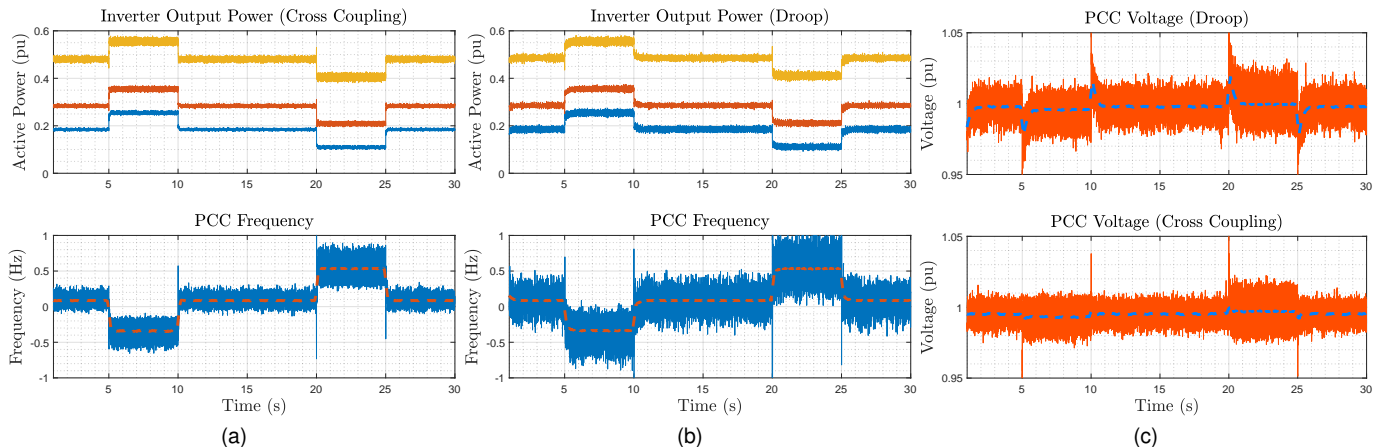 Inverter Output Power (Cross Coupling)
0.6
0.4
0.2
0
Active Power (pu)
5 10 15 20 25 30
PCC Frequency
1
0.5
0
-0.5
-1
Frequency (Hz)
5 10 15 20 25 30
Time (s)
(a)
Inverter Output Power (Droop)
0.6
0.4
0.2
0
Active Power (pu)
5 10 15 20 25 30
PCC Frequency
1
0.5
0
-0.5
-1
Frequency (Hz)
5 10 15 20 25 30
Time (s)
(b)
PCC Voltage (Droop)
1.05
1
0.95
Voltage (pu)
5 10 15 20 25 30
PCC Voltage (Cross Coupling)
1.05
1
0.95
Voltage (pu)
5 10 15 20 25 30
Time (s)
(c)